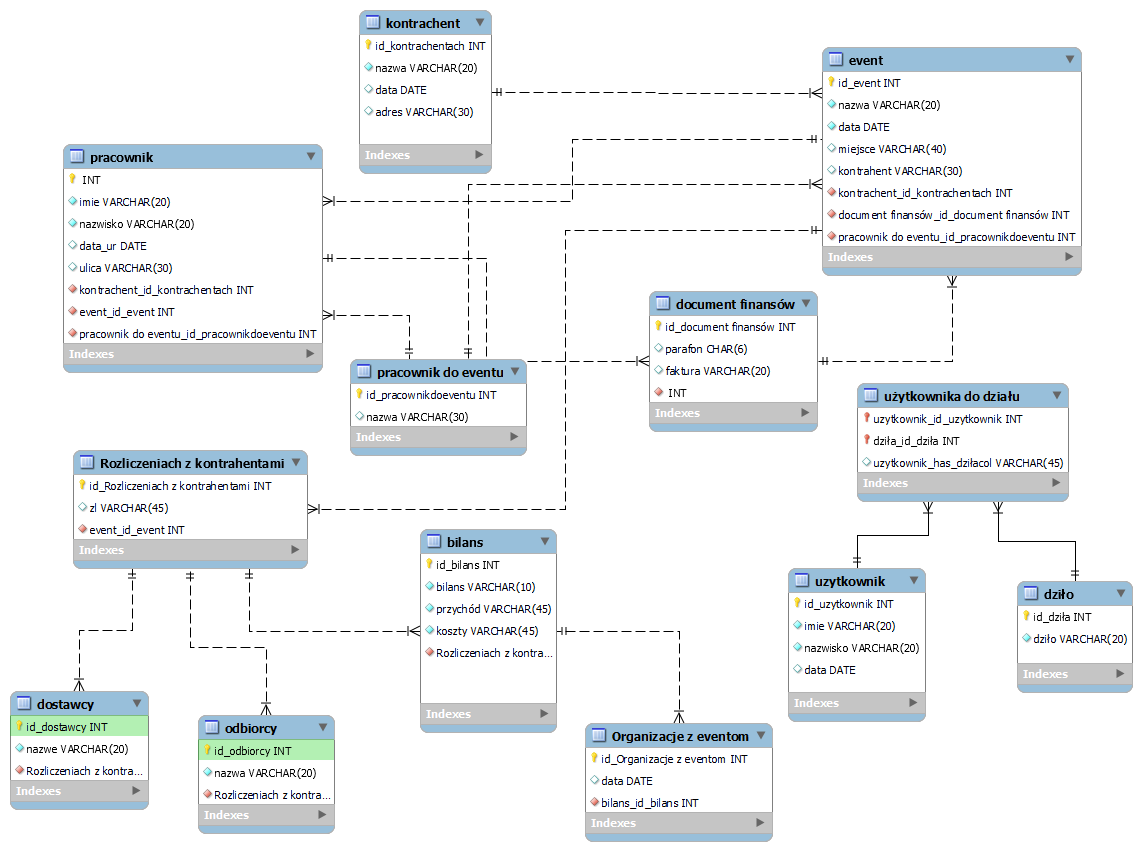 kontrachent
id_kontrachentach INT
nazwa VARCHAR(20)
data DATE
adres VARCHAR(30)
Indexes
event
id_event INT
nazwa VARCHAR(20)
data DATE
miejsce VARCHAR(40)
kontrahent VARCHAR(30)
kontrachent_id_kontrachentach INT
document finansów_id_document finansów INT
pracownik do eventu_id_pracownikdoeventu INT
Indexes
pracownik
INT
imie VARCHAR(20)
nazwisko VARCHAR(20)
data_ur DATE
ulica VARCHAR(30)
kontrachent_id_kontrachentach INT
event_id_event INT
pracownik do eventu_id_pracownikdoeventu INT
Indexes
document finansów
id_document finansów INT
parafon CHAR(6)
faktura VARCHAR(20)
INT
Indexes
pracownik do eventu
id_pracownikdoeventu INT
nazwa VARCHAR(30)
Indexes
użytkownika do działu
uzytkownik_id_uzytkownik INT
dziła_id_dziła INT
uzytkownik_has_dziłacol VARCHAR(45)
Indexes
Rozliczeniach z kontrahentami
id_Rozliczeniach z kontrahentami INT
zl VARCHAR(45)
event_id_event INT
Indexes
bilans
id_bilans INT
bilans VARCHAR(10)
przychód VARCHAR(45)
koszty VARCHAR(45)
Rozliczeniach z kontra...
Indexes
uzytkownik
id_uzytkownik INT
imie VARCHAR(20)
nazwisko VARCHAR(20)
data DATE
Indexes
dziło
id_dziła INT
dziło VARCHAR(20)
Indexes
dostawcy
id_dostawcy INT
nazwe VARCHAR(20)
Rozliczeniach z kontra...
Indexes
odbiorcy
id_odbiorcy INT
nazwa VARCHAR(20)
Rozliczeniach z kontra...
Indexes
Organizacje z eventom
id_Organizacje z eventom INT
data DATE
bilans_id_bilans INT
Indexes